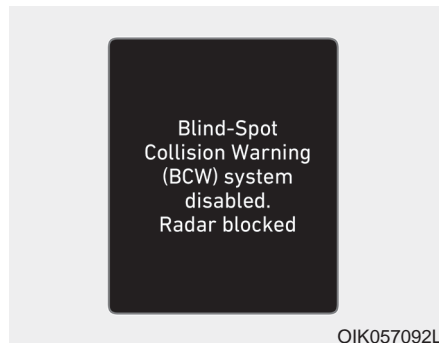 Blind-Spot
Collision Warning
(BCW) system
disabled.
Radar blocked
OIK057092L